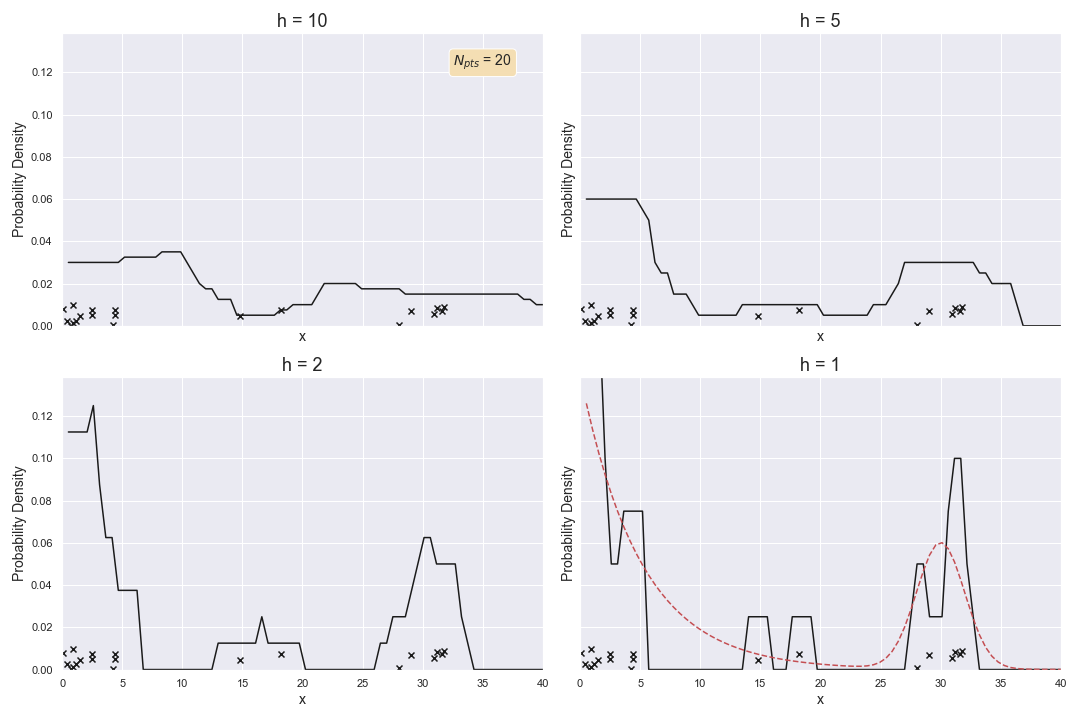 h = 10
h = 5
N_pts = 20
Probability Density
0.12
0.10
0.08
0.06
0.04
0.02
0.00
x
Probability Density
x
h = 2
h = 1
Probability Density
0.12
0.10
0.08
0.06
0.04
0.02
0.00
0 5 10 15 20 25 30 35 40
x
Probability Density
0 5 10 15 20 25 30 35 40
x